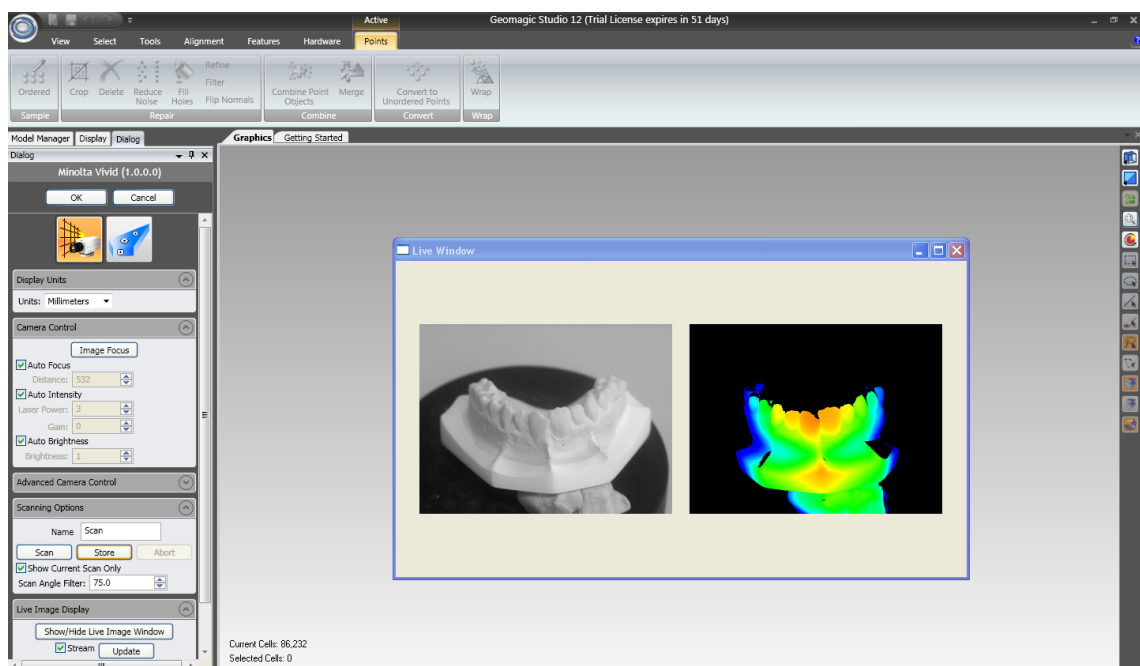 Active
Geomagic Studio 12 (Trial License expires in 51 days)
View Select Tools Alignment Features Hardware Points
Ordered
Crop Delete Reduce Noise Fill Holes
Refine
Filter
Flip Normals
Combine Point Objects Merge
Convert to Unordered Points
Wrap
Sample Repair Combine Convert Wrap
Model Manager Display Dialog
Graphics Getting Started
Dialog
Minolta Vivid (1.0.0.0)
OK Cancel
Live Window
Display Units
Units: Millimeters
Camera Control
Image Focus
Auto Focus
Distance: 532
Auto Intensity
Laser Power: 3
Gain: 0
Auto Brightness
Brightness: 1
Advanced Camera Control
Scanning Options
Name Scan
Scan Store Abort
Show Current Scan Only
Scan Angle Filter: 75.0
Live Image Display
Show/Hide Live Image Window
Stream Update
Current Cells: 86,232
Selected Cells: 0